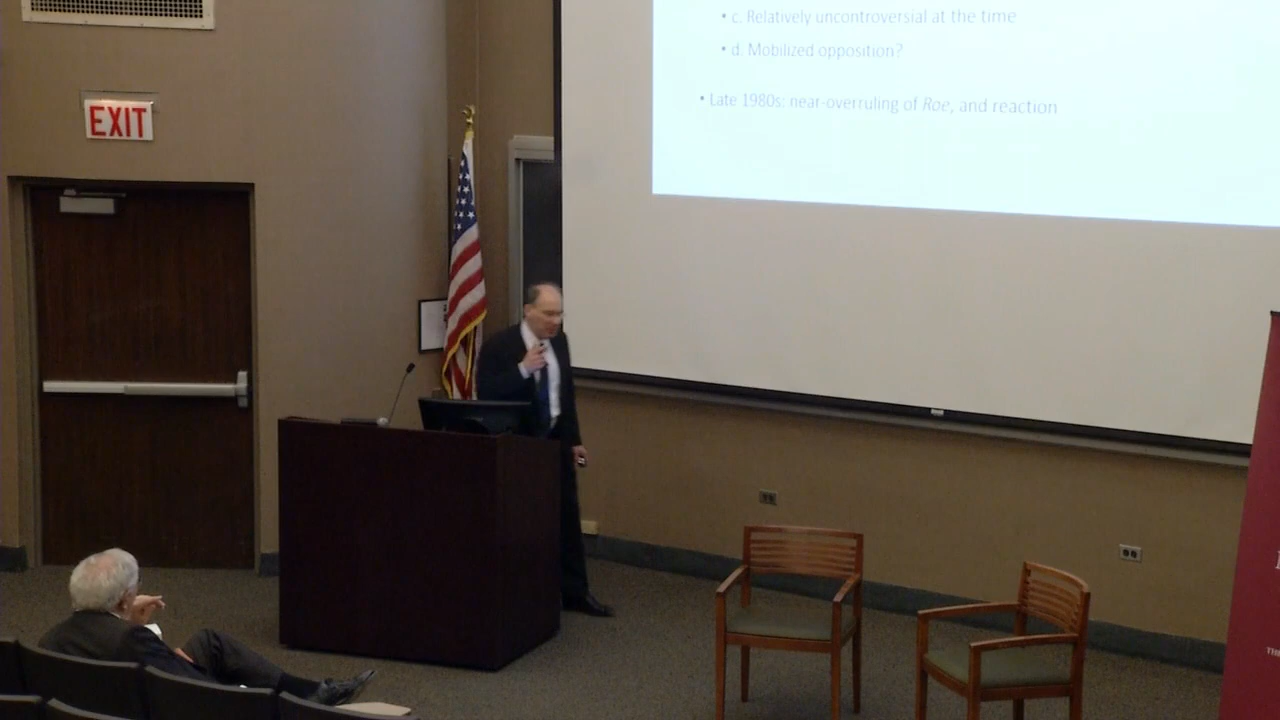 • c. Relatively uncontroversial at the time
• d. Mobilized opposition?
• Late 1980s: near-overruling of Roe, and reaction
EXIT